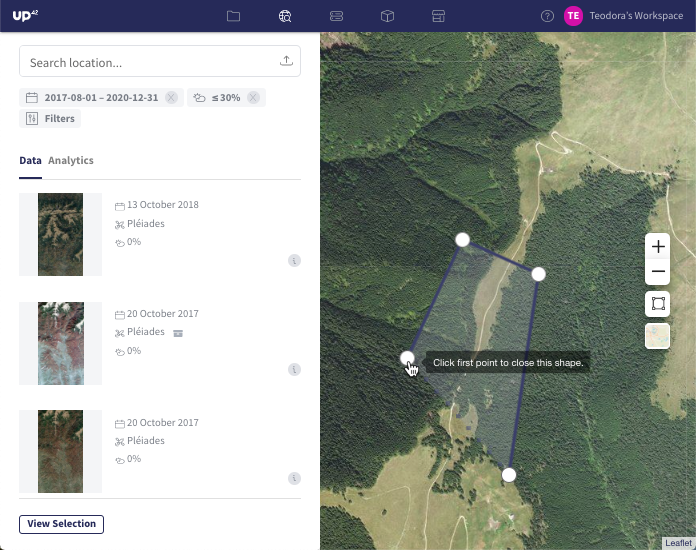 up42
TE Teodora's Workspace
Search location...
2017-08-01 – 2020-12-31
≤ 30%
Filters
Data Analytics
13 October 2018
Pléiades
0%
20 October 2017
Pléiades
0%
20 October 2017
Pléiades
0%
View Selection
Click first point to close this shape.
Leaflet